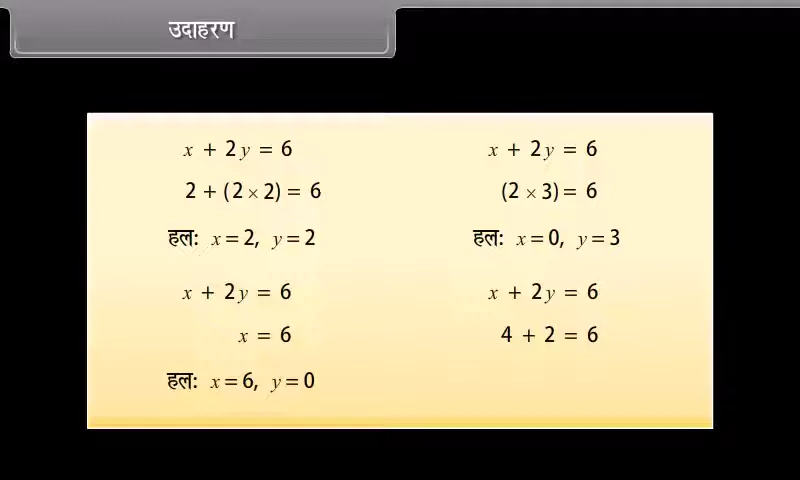 उदाहरण
x + 2y = 6
2 + (2 × 2) = 6
हल: x = 2, y = 2
x + 2y = 6
(2 × 3) = 6
हल: x = 0, y = 3
x + 2y = 6
x = 6
हल: x = 6, y = 0
x + 2y = 6
4 + 2 = 6